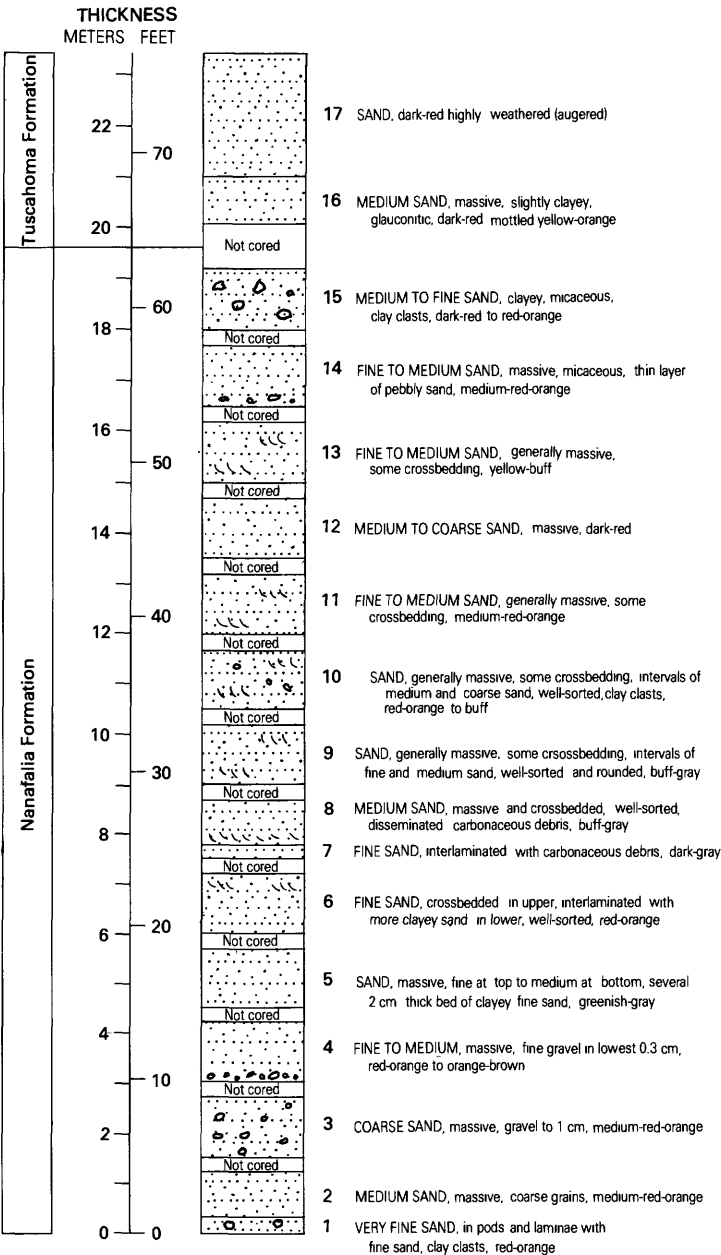 THICKNESS
METERS FEET
Tuscahoma Formation
Nanafalia Formation
22
20
18
16
14
12
10
8
6
4
2
0
70
60
50
40
30
20
10
0
17 SAND, dark-red highly weathered (augered)
16 MEDIUM SAND, massive, slightly clayey,
glauconitic, dark-red mottled yellow-orange
Not cored
15 MEDIUM TO FINE SAND, clayey, micaceous,
clay clasts, dark-red to red-orange
Not cored
14 FINE TO MEDIUM SAND, massive, micaceous, thin layer
of pebbly sand, medium-red-orange
Not cored
13 FINE TO MEDIUM SAND, generally massive,
some crossbedding, yellow-buff
Not cored
12 MEDIUM TO COARSE SAND, massive, dark-red
Not cored
11 FINE TO MEDIUM SAND, generally massive, some
crossbedding, medium-red-orange
Not cored
10 SAND, generally massive, some crossbedding, intervals of
medium and coarse sand, well-sorted, clay clasts,
red-orange to buff
Not cored
9 SAND, generally massive, some crsossbedding, intervals of
fine and medium sand, well-sorted and rounded, buff-gray
Not cored
8 MEDIUM SAND, massive and crossbedded, well-sorted,
disseminated carbonaceous debris, buff-gray
7 FINE SAND, interlaminated with carbonaceous debris, dark-gray
Not cored
6 FINE SAND, crossbedded in upper, interlaminated with
more clayey sand in lower, well-sorted, red-orange
Not cored
5 SAND, massive, fine at top to medium at bottom, several
2 cm thick bed of clayey fine sand, greenish-gray
Not cored
4 FINE TO MEDIUM, massive, fine gravel in lowest 0.3 cm,
red-orange to orange-brown
Not cored
3 COARSE SAND, massive, gravel to 1 cm, medium-red-orange
Not cored
2 MEDIUM SAND, massive, coarse grains, medium-red-orange
1 VERY FINE SAND, in pods and laminae with
fine sand, clay clasts, red-orange